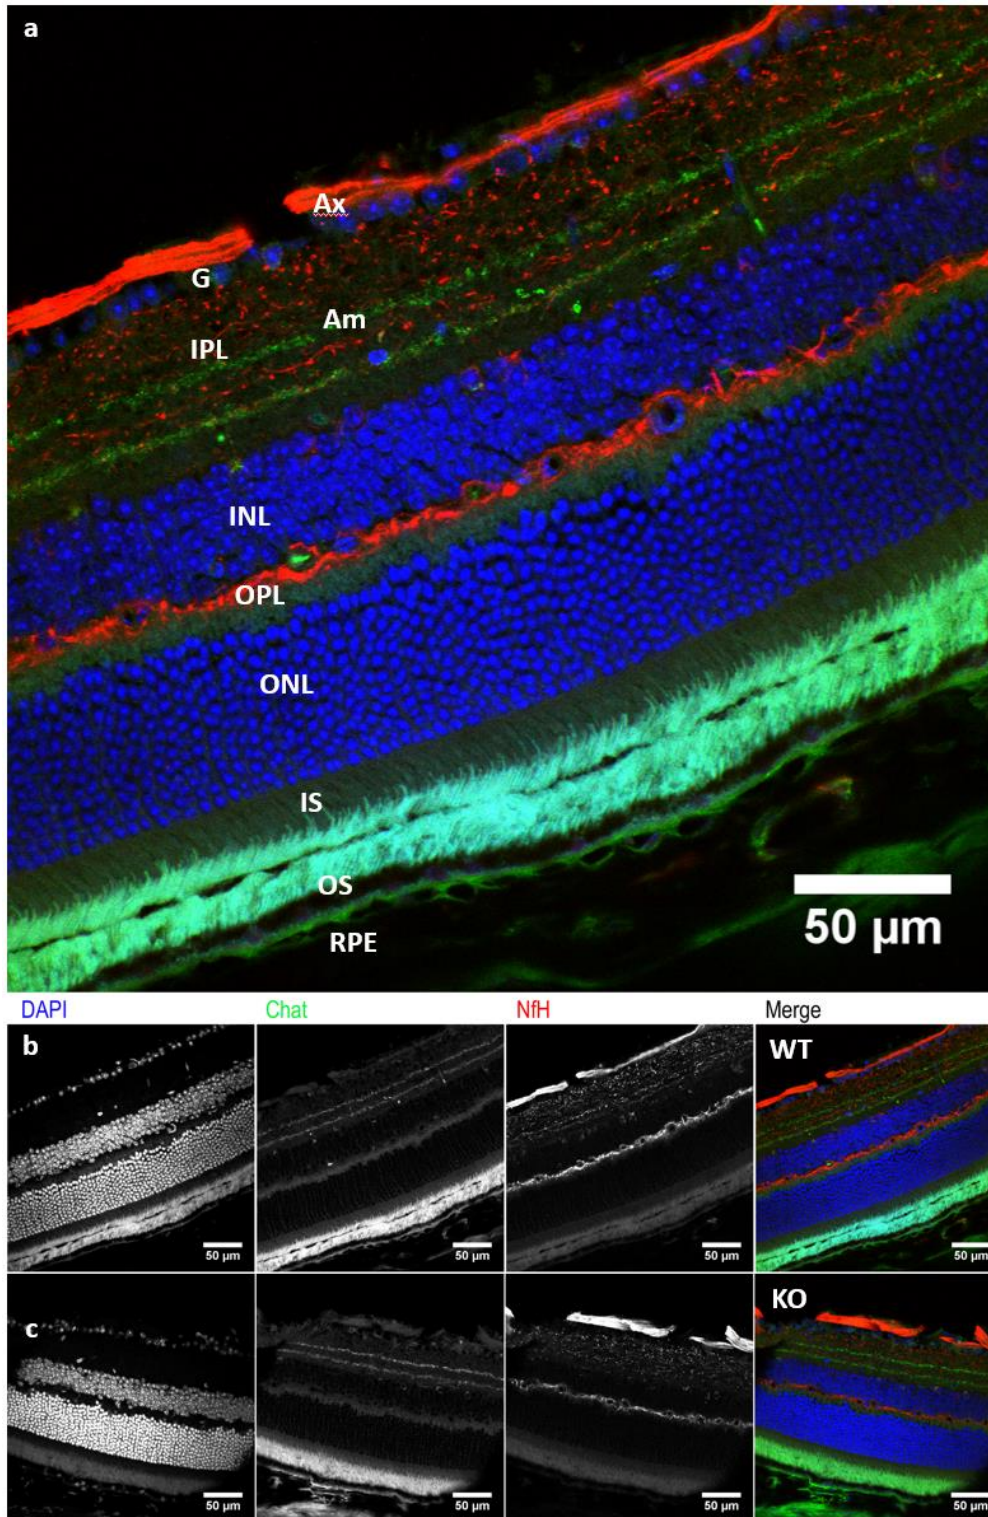 a
Ax
G
Am
IPL
INL
OPL
ONL
IS
OS
RPE
50 µm
DAPI Chat NfH Merge
b WT
50 µm 50 µm 50 µm 50 µm
KO
c
50 µm 50 µm 50 µm 50 µm